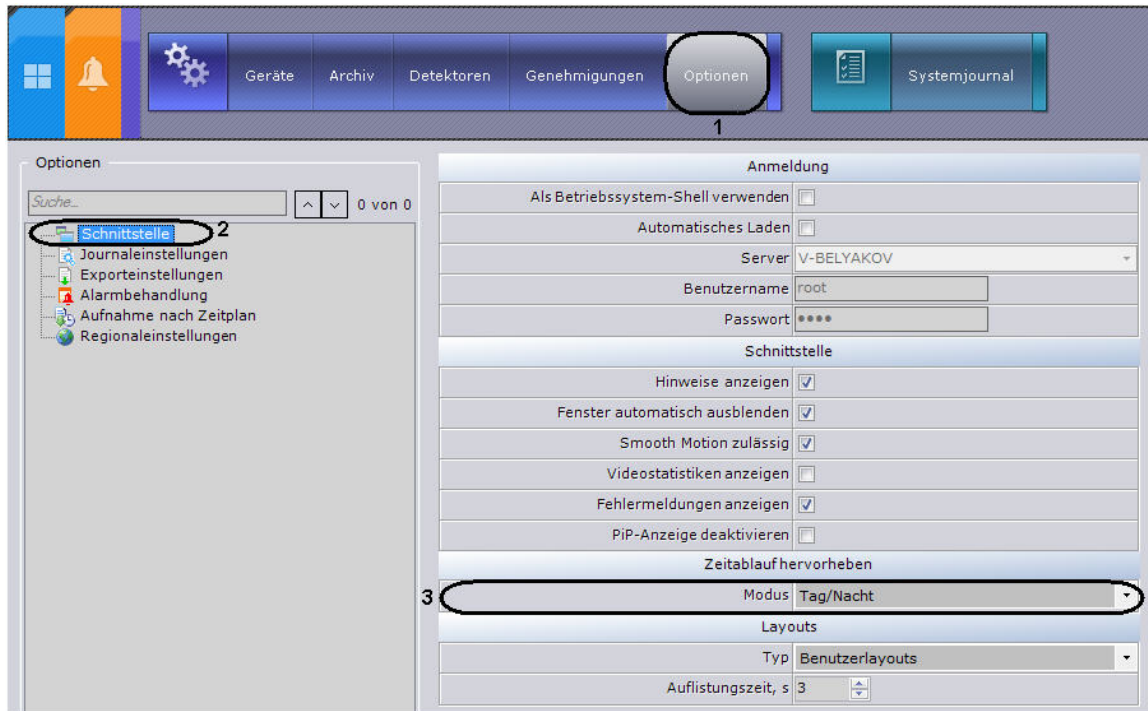 Geräte Archiv Detektoren Genehmigungen Optionen Systemjournal
1
Optionen
Suche...
0 von 0
Schnittstelle 2
Journaleinstellungen
Exporteinstellungen
Alarmbehandlung
Aufnahme nach Zeitplan
Regionaleinstellungen
Anmeldung
Als Betriebssystem-Shell verwenden
Automatisches Laden
Server V-BELYAKOV
Benutzername root
Passwort ●●●●
Schnittstelle
Hinweise anzeigen
Fenster automatisch ausblenden
Smooth Motion zulässig
Videostatistiken anzeigen
Fehlermeldungen anzeigen
PiP-Anzeige deaktivieren
Zeitablauf hervorheben
3 Modus Tag/Nacht
Layouts
Typ Benutzerlayouts
Auflistungszeit, s 3